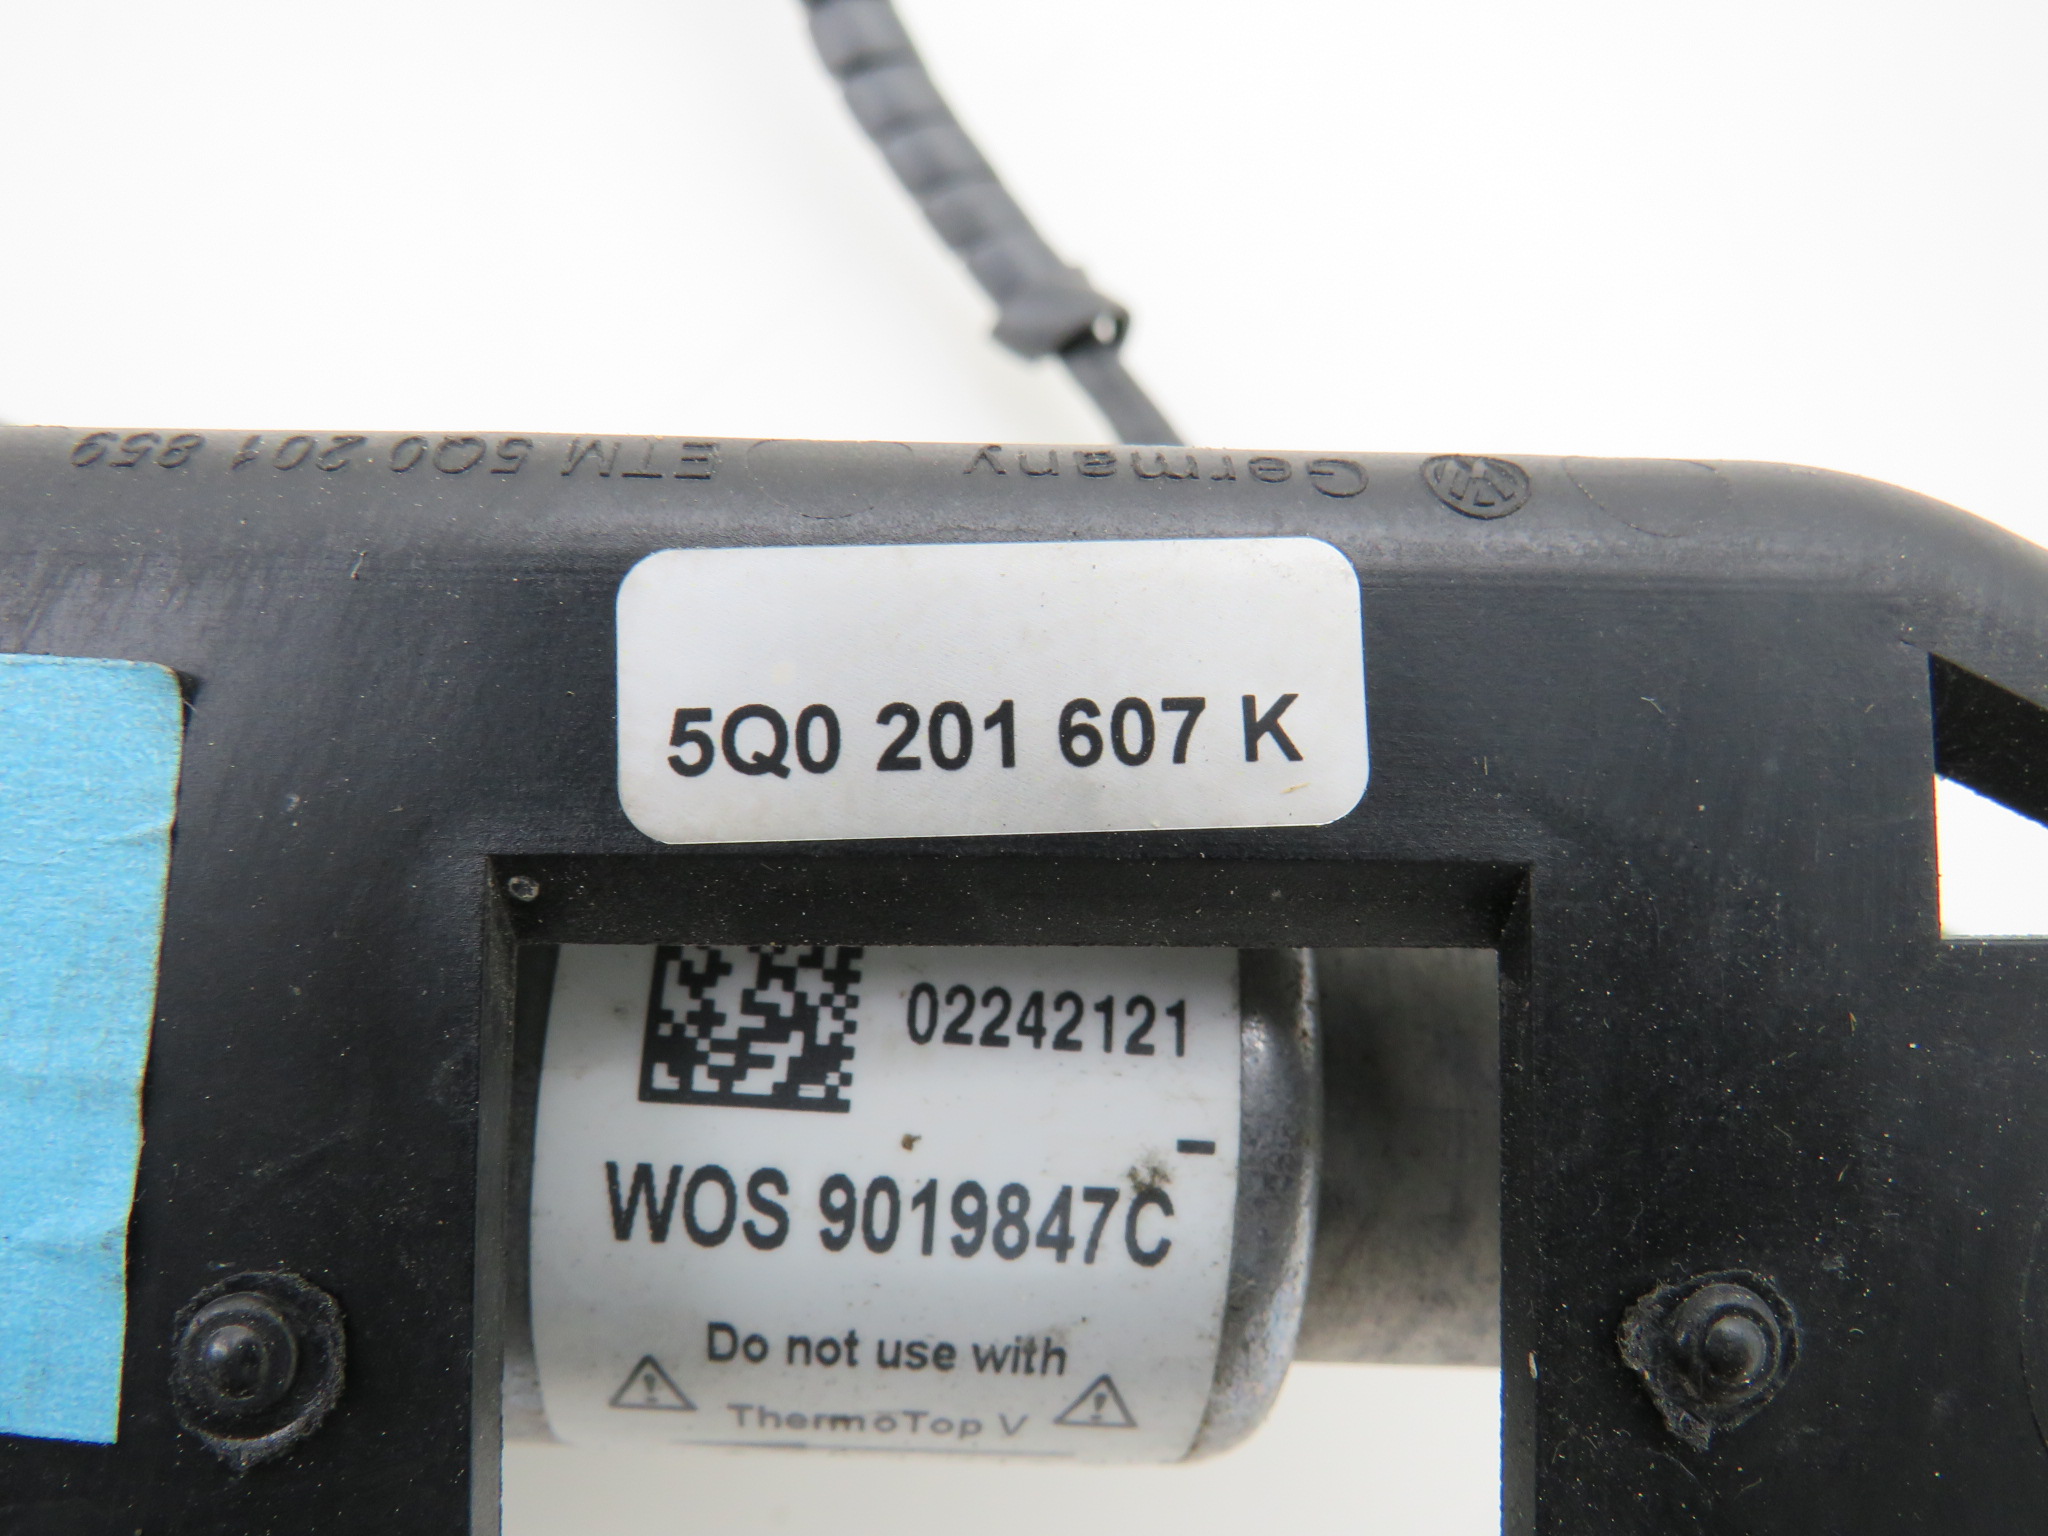 Germany ETM 5Q0 201 859
5Q0 201 607 K
02242121
-
WOS 9019847C
Do not use with
ThermoTop V